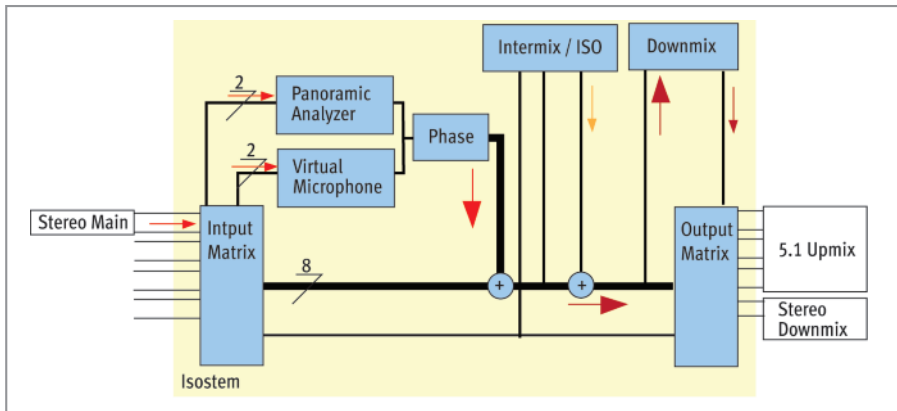 Intermix / ISO
Downmix
2
Panoramic
Analyzer
Phase
2
Virtual
Microphone
Stereo Main
Intput
Matrix
8
+
+
Output
Matrix
5.1 Upmix
Stereo
Downmix
Isostem